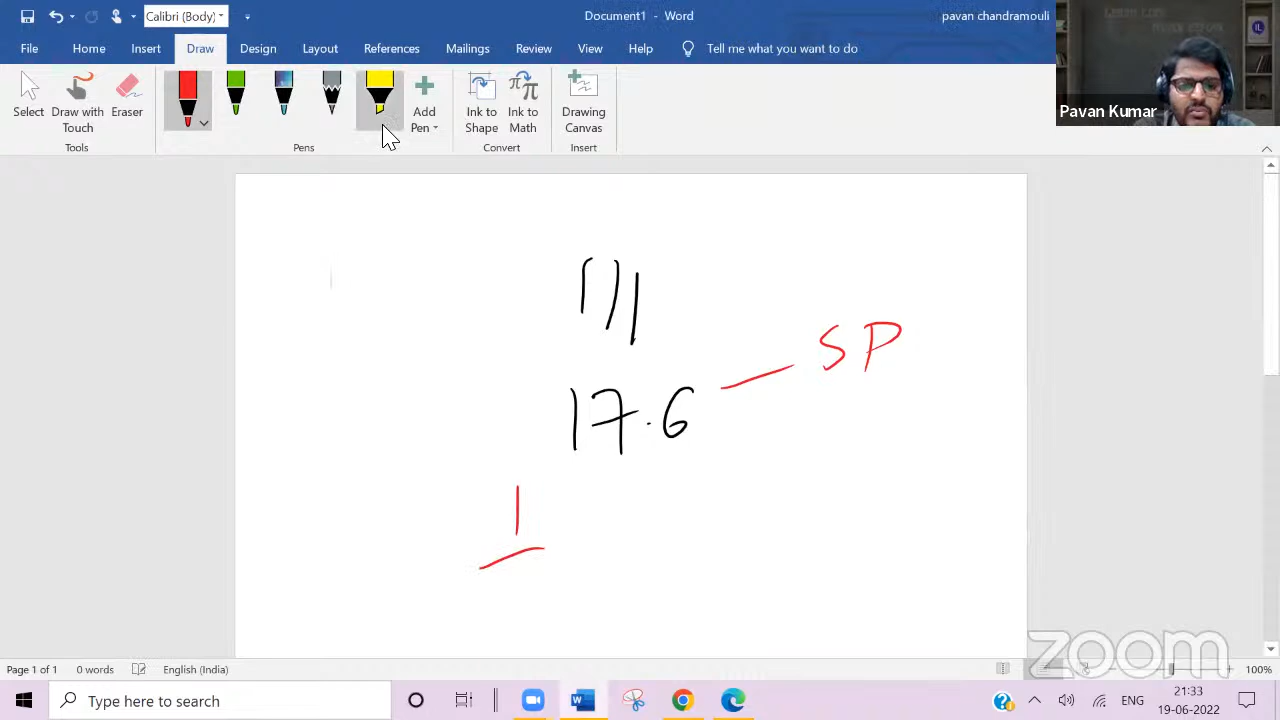 Calibri (Body)
Document1 - Word
pavan chandramouli
File Home Insert Draw Design Layout References Mailings Review View Help Tell me what you want to do
Select
Draw with Touch
Eraser
Add Pen
Ink to Shape
Ink to Math
Drawing Canvas
Tools
Pens
Convert
Insert
Pavan Kumar
SP
17.6
1
zoom
Page 1 of 1 0 words English (India) 100%
Type here to search
ENG
21:33
19-06-2022